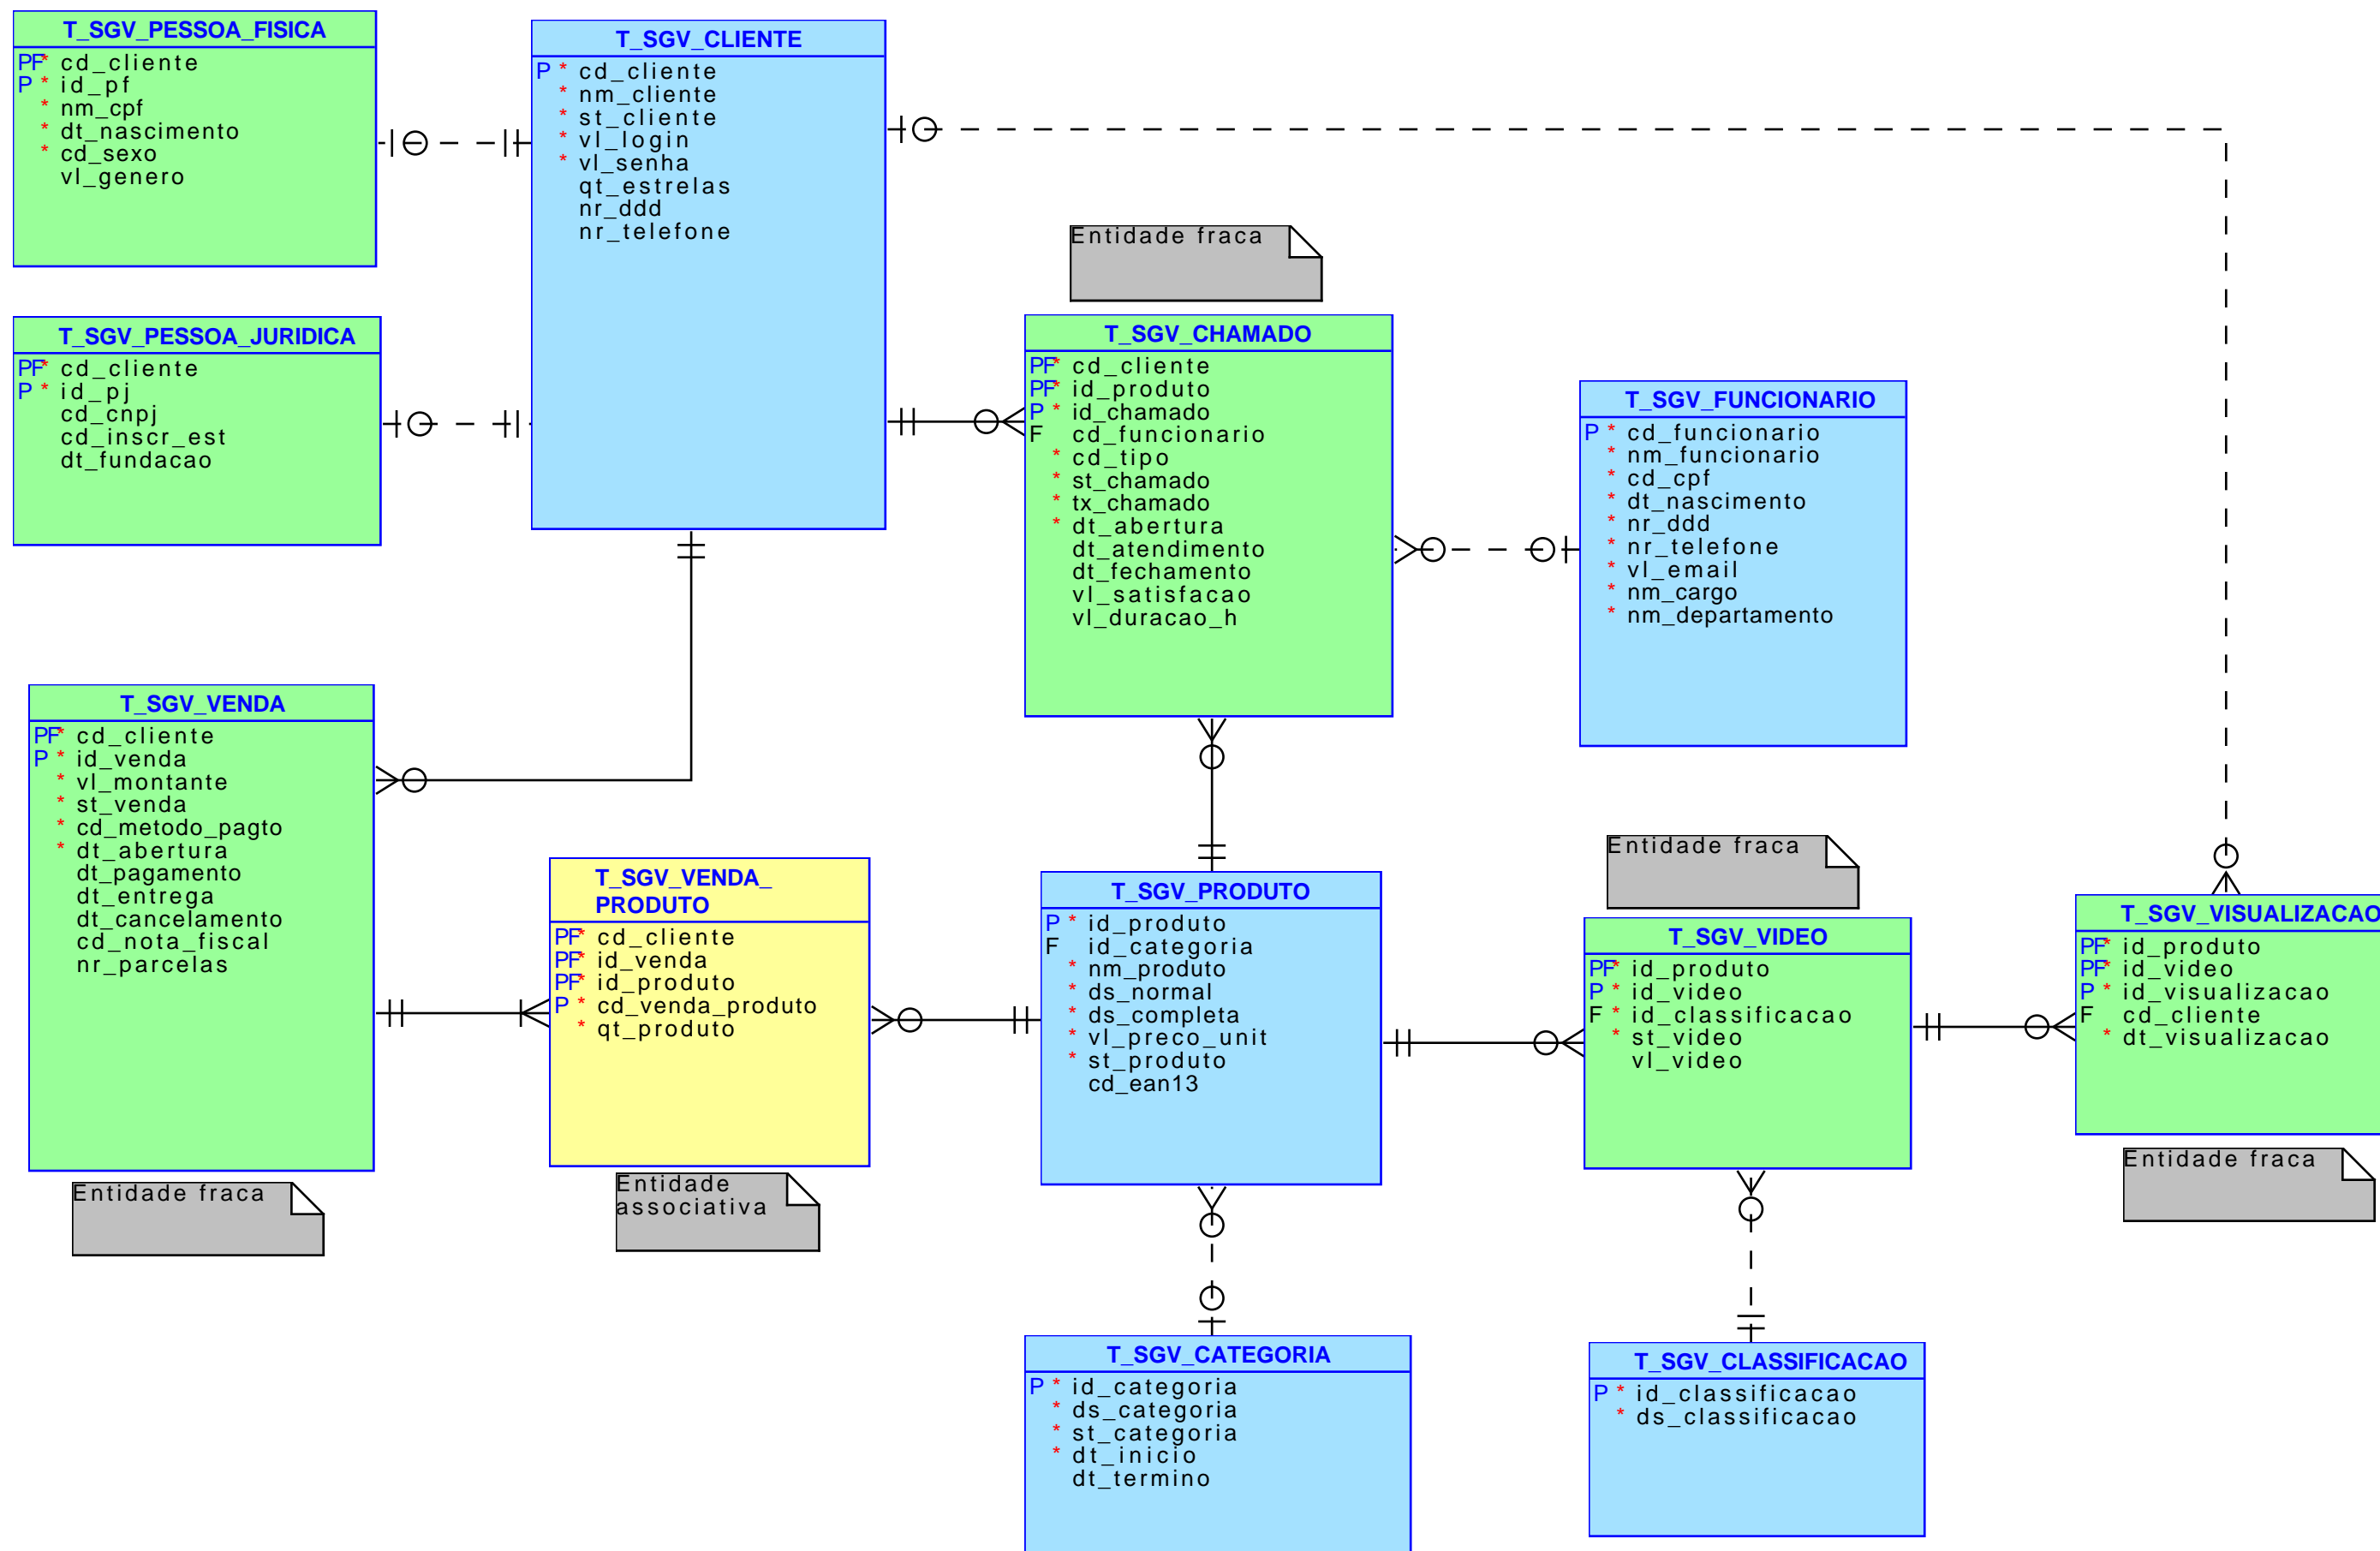 T_SGV_PESSOA_FISICA
PF* cd_cliente
P * id_pf
* nm_cpf
* dt_nascimento
* cd_sexo
vl_genero
T_SGV_CLIENTE
P * cd_cliente
* nm_cliente
* st_cliente
* vl_login
* vl_senha
qt_estrelas
nr_ddd
nr_telefone
T_SGV_PESSOA_JURIDICA
PF* cd_cliente
P * id_pj
cd_cnpj
cd_inscr_est
dt_fundacao
Entidade fraca
T_SGV_CHAMADO
PF* cd_cliente
PF* id_produto
P * id_chamado
F cd_funcionario
* cd_tipo
* st_chamado
* tx_chamado
* dt_abertura
dt_atendimento
dt_fechamento
vl_satisfacao
vl_duracao_h
T_SGV_FUNCIONARIO
P * cd_funcionario
* nm_funcionario
* cd_cpf
* dt_nascimento
* nr_ddd
* nr_telefone
* vl_email
* nm_cargo
* nm_departamento
T_SGV_VENDA
PF* cd_cliente
P * id_venda
* vl_montante
* st_venda
* cd_metodo_pagto
* dt_abertura
dt_pagamento
dt_entrega
dt_cancelamento
cd_nota_fiscal
nr_parcelas
Entidade fraca
T_SGV_VENDA_
PRODUTO
PF* cd_cliente
PF* id_venda
PF* id_produto
P * cd_venda_produto
* qt_produto
Entidade
associativa
T_SGV_PRODUTO
P * id_produto
F id_categoria
* nm_produto
* ds_normal
* ds_completa
* vl_preco_unit
* st_produto
cd_ean13
Entidade fraca
T_SGV_VIDEO
PF* id_produto
P * id_video
F * id_classificacao
* st_video
vl_video
T_SGV_VISUALIZACAO
PF* id_produto
PF* id_video
P * id_visualizacao
F cd_cliente
* dt_visualizacao
Entidade fraca
T_SGV_CATEGORIA
P * id_categoria
* ds_categoria
* st_categoria
* dt_inicio
dt_termino
T_SGV_CLASSIFICACAO
P * id_classificacao
* ds_classificacao